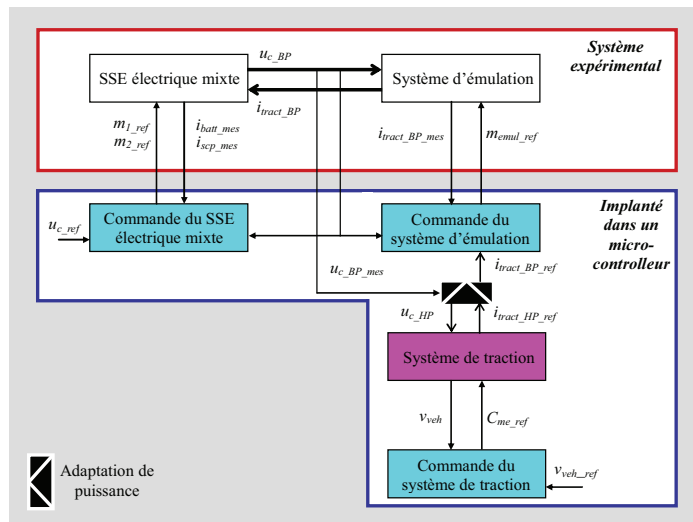 u_c_BP
Système expérimental
SSE électrique mixte
Système d'émulation
i_tract_BP
m_1_ref
m_2_ref
i_batt_mes
i_scp_mes
i_tract_BP_mes
m_emul_ref
u_c_ref
Commande du SSE
électrique mixte
Commande du
système d'émulation
Implanté
dans un
micro-
controlleur
u_c_BP_mes
i_tract_BP_ref
u_c_HP
i_tract_HP_ref
Système de traction
v_veh
C_me_ref
Commande du
système de traction
v_veh_ref
Adaptation de
puissance